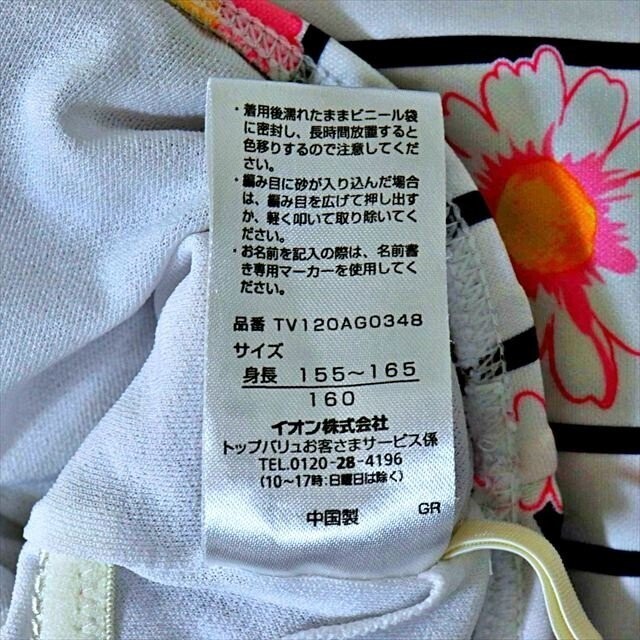 ・着用後濡れたままビニール袋
に密封し、長時間放置すると
色移りするので注意してくだ
さい。
・編み目に砂が入り込んだ場合
は、編み目を広げて押し出す
か、軽く叩いて取り除いてく
ださい。
・お名前を記入の際は、名前書
き専用マーカーを使用してく
ださい。
品番 TV120AG0348
サイズ
身長 155~165
160
イオン株式会社
トップバリュお客さまサービス係
TEL.0120-28-4196
(10~17時:日曜日は除く)
中国製 GR